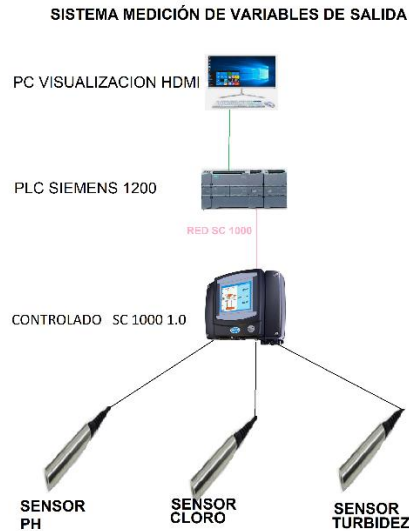 SISTEMA MEDICIÓN DE VARIABLES DE SALIDA
PC VISUALIZACION HDMI
PLC SIEMENS 1200
RED SC 1000
CONTROLADO SC 1000 1.0
SENSOR
PH
SENSOR
CLORO
SENSOR
TURBIDEZ